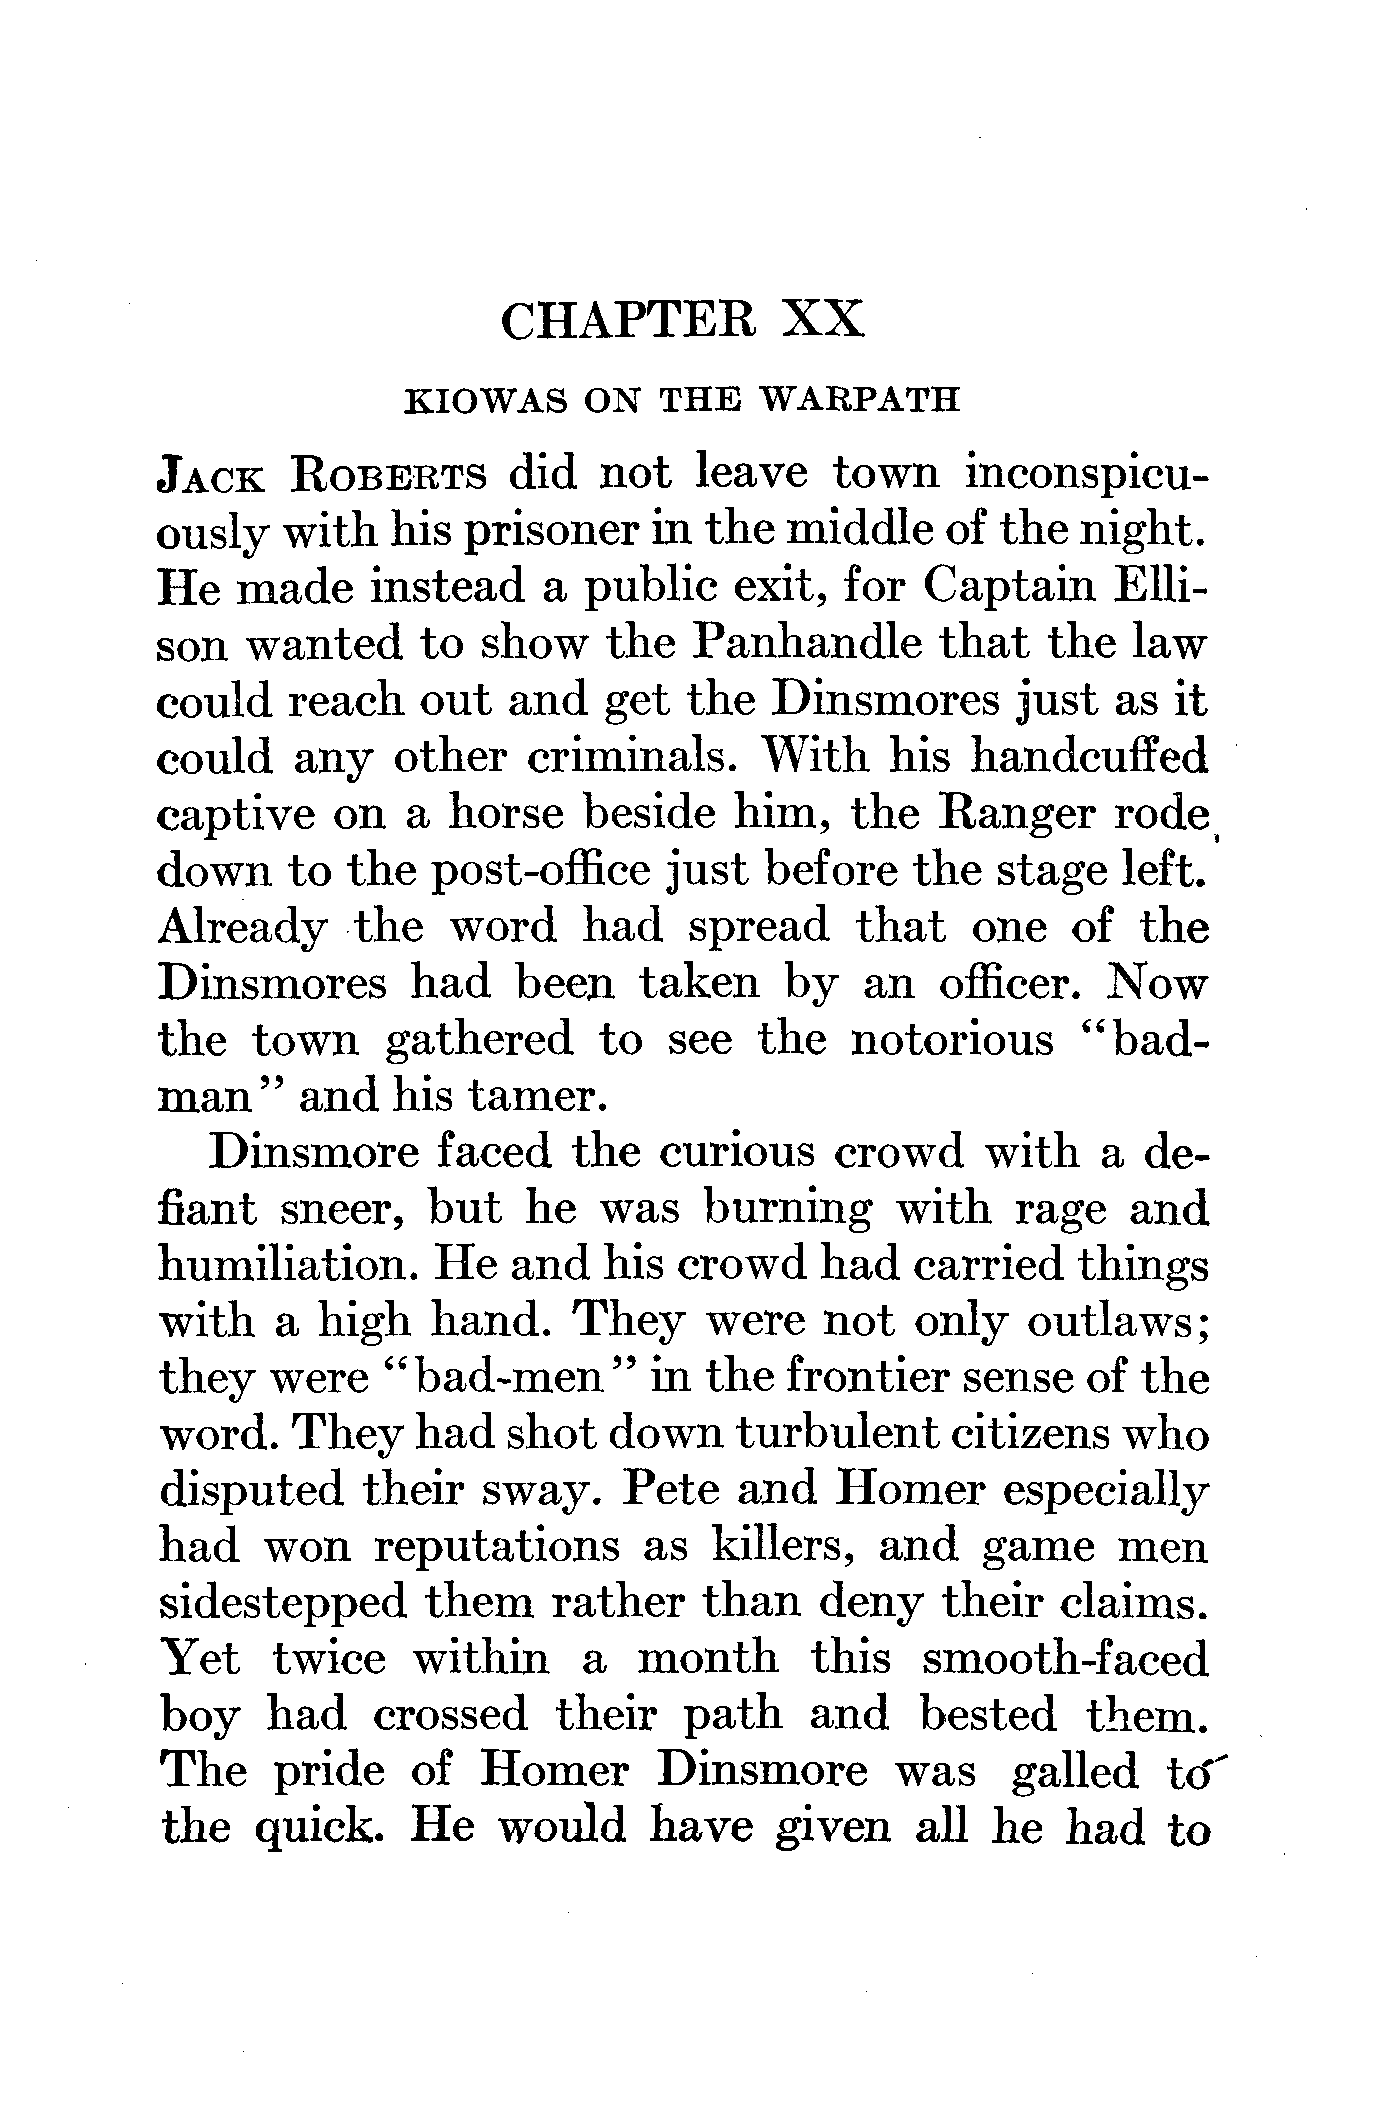 CHAPTER XX
KIOWAS ON THE WARPATH
JACK ROBERTS did not leave town inconspicu-
ously with his prisoner in the middle of the night.
He made instead a public exit, for Captain Elli-
son wanted to show the Panhandle that the law
could reach out and get the Dinsmores just as it
could any other criminals. With his handcuffed
captive on a horse beside him, the Ranger rode
down to the post-office just before the stage left.
Already the word had spread that one of the
Dinsmores had been taken by an officer. Now
the town gathered to see the notorious “bad-
man” and his tamer.
Dinsmore faced the curious crowd with a de-
fiant sneer, but he was burning with rage and
humiliation. He and his crowd had carried things
with a high hand. They were not only outlaws;
they were “bad-men” in the frontier sense of the
word. They had shot down turbulent citizens who
disputed their sway. Pete and Homer especially
had won reputations as killers, and game men
sidestepped them rather than deny their claims.
Yet twice within a month this smooth-faced
boy had crossed their path and bested them.
The pride of Homer Dinsmore was galled to
the quick. He would have given all he had to